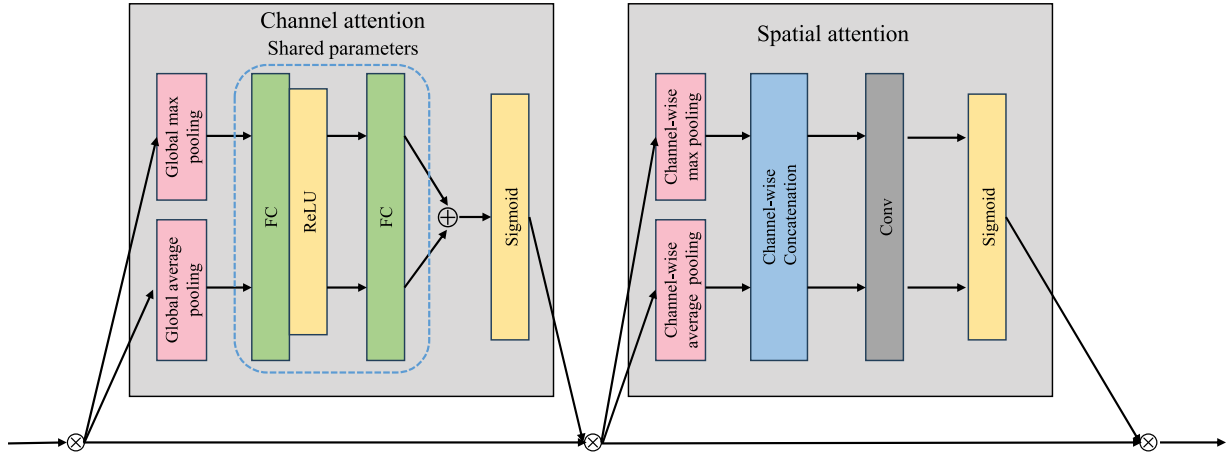 Channel attention
Shared parameters
Global max
pooling
Global average
pooling
FC
ReLU
FC
Sigmoid
Spatial attention
Channel-wise
max pooling
Channel-wise
average pooling
Channel-wise
Concatenation
Conv
Sigmoid